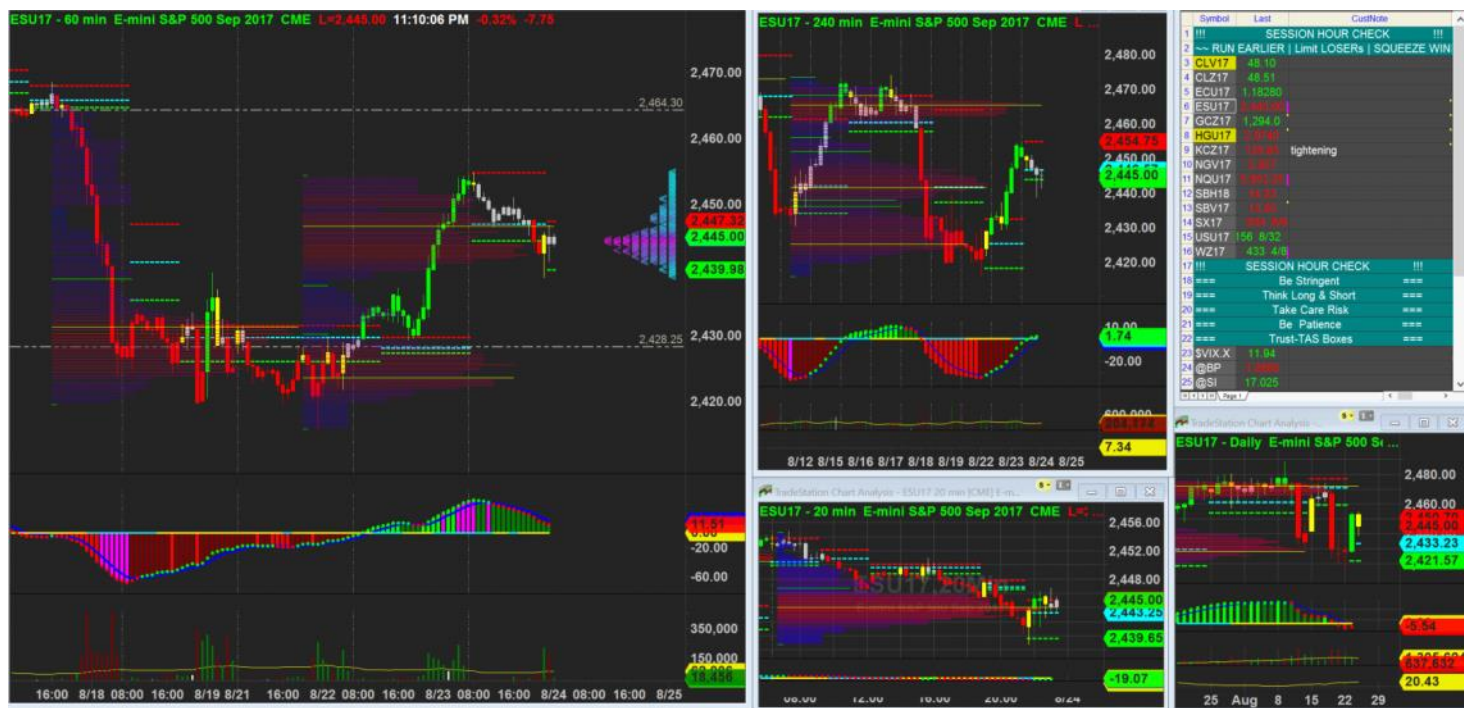 ESU17 - 60 min E-mini S&P 500 Sep 2017 CME L=2,445.00 11:10:06 PM -0.32% -7.75
2,470.00
2,464.30
2,460.00
2,450.00
2,447.32
2,445.00
2,439.98
2,430.00
2,428.25
2,420.00
11.51
0.00
-20.00
-60.00
350,000
150,000
18,456
16:00 8/18 08:00 16:00 8/19 8/21 16:00 8/22 08:00 16:00 8/23 08:00 16:00 8/24 08:00 16:00 8/25
ESU17 - 240 min E-mini S&P 500 Sep 2017 CME L ...
2,480.00
2,470.00
2,460.00
2,454.75
2,450.00
2,445.00
2,440.00
2,430.00
2,420.00
10.00
1.74
-20.00
600,000
7.34
8/12 8/15 8/16 8/17 8/18 8/19 8/22 8/23 8/24 8/25
TradeStation Chart Analysis - ESU17 20 min [CME] E-m...
ESU17 - 20 min E-mini S&P 500 Sep 2017 CME L=: ...
2,456.00
2,452.00
2,448.00
2,445.00
2,443.25
2,439.65
ESU17,20Min
-19.07
08:00 12:00 16:00 20:00 8/24
Symbol Last CustNote
1 !!! SESSION HOUR CHECK !!!
2 ~~ RUN EARLIER | Limit LOSERs | SQUEEZE WIN
3 CLV17 48.10
4 CLZ17 48.51
5 ECU17 1.18280
6 ESU17
7 GCZ17 1,294.0
8 HGU17
9 KCZ17 tightening
10 NGV17
11 NQU17
12 SBH18
13 SBV17
14 SX17
15 USU17 156 8/32
16 WZ17 433 4/8
17 !!! SESSION HOUR CHECK !!!
18 === Be Stringent ===
19 === Think Long & Short ===
20 === Take Care Risk ===
21 === Be Patience ===
22 === Trust-TAS Boxes ===
23 $VIX.X 11.94
24 @BP
25 @SI 17.025
Page 1
TradeStation Chart Analysis -...
ESU17 - Daily E-mini S&P 500 Se ...
2,480.00
2,460.00
2,445.00
2,433.23
2,421.57
-5.54
637,632
20.43
25 Aug 8 15 22 29